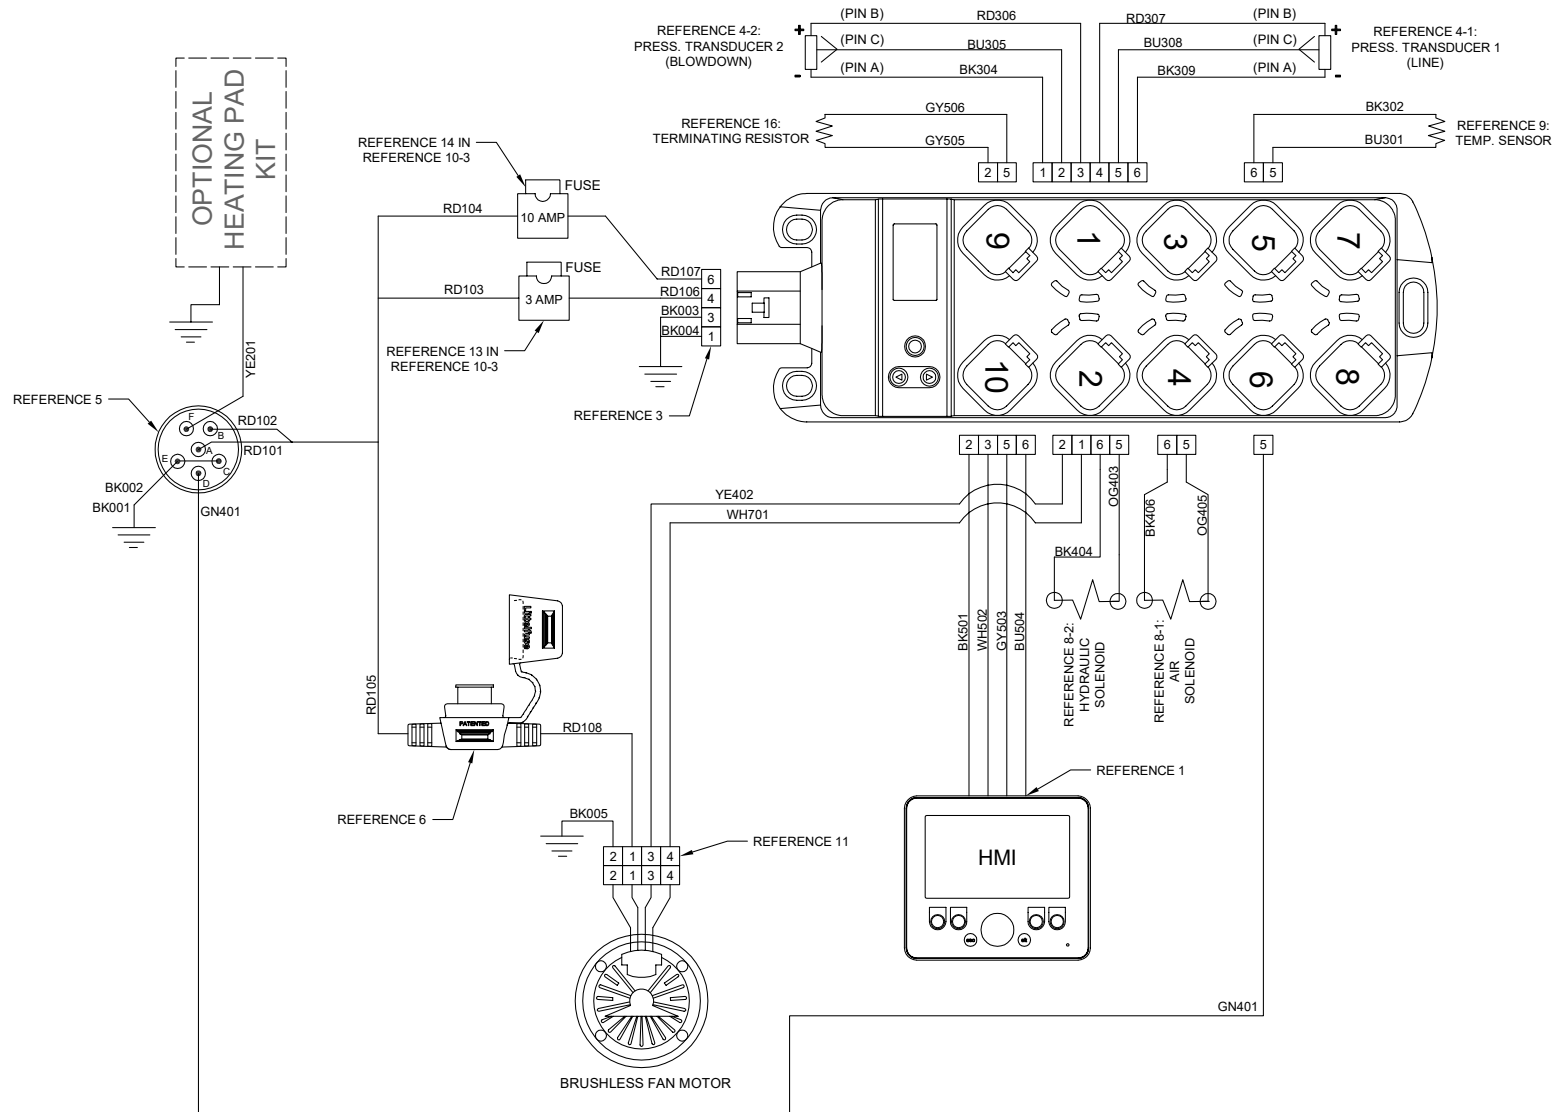 (PIN B)
RD306
RD307
(PIN B)
REFERENCE 4-2:
PRESS. TRANSDUCER 2
(BLOWDOWN)
+
(PIN C)
BU305
BU308
(PIN C)
+
REFERENCE 4-1:
PRESS. TRANSDUCER 1
(LINE)
-
(PIN A)
BK304
BK309
(PIN A)
-
OPTIONAL
HEATING PAD
KIT
REFERENCE 16:
TERMINATING RESISTOR
GY506
GY505
BK302
BU301
REFERENCE 9:
TEMP. SENSOR
2 5
1 2 3 4 5 6
6 5
REFERENCE 14 IN
REFERENCE 10-3
FUSE
10 AMP
RD104
FUSE
3 AMP
RD103
REFERENCE 13 IN
REFERENCE 10-3
RD107
RD106
BK003
BK004
6
4
3
1
REFERENCE 3
9
1
3
5
7
10
2
4
6
8
YE201
REFERENCE 5
F
B
A
E
C
D
RD102
RD101
BK002
BK001
GN401
2 3 5 6
2 1 6 5
6 5
5
YE402
WH701
OG403
BK404
BK406
OG405
BK501
WH502
GY503
BU504
REFERENCE 8-2:
HYDRAULIC
SOLENOID
REFERENCE 8-1:
AIR
SOLENOID
Littelfuse
PATENTED
RD105
RD108
REFERENCE 6
REFERENCE 1
BK005
REFERENCE 11
2 1 3 4
2 1 3 4
HMI
GN401
BRUSHLESS FAN MOTOR